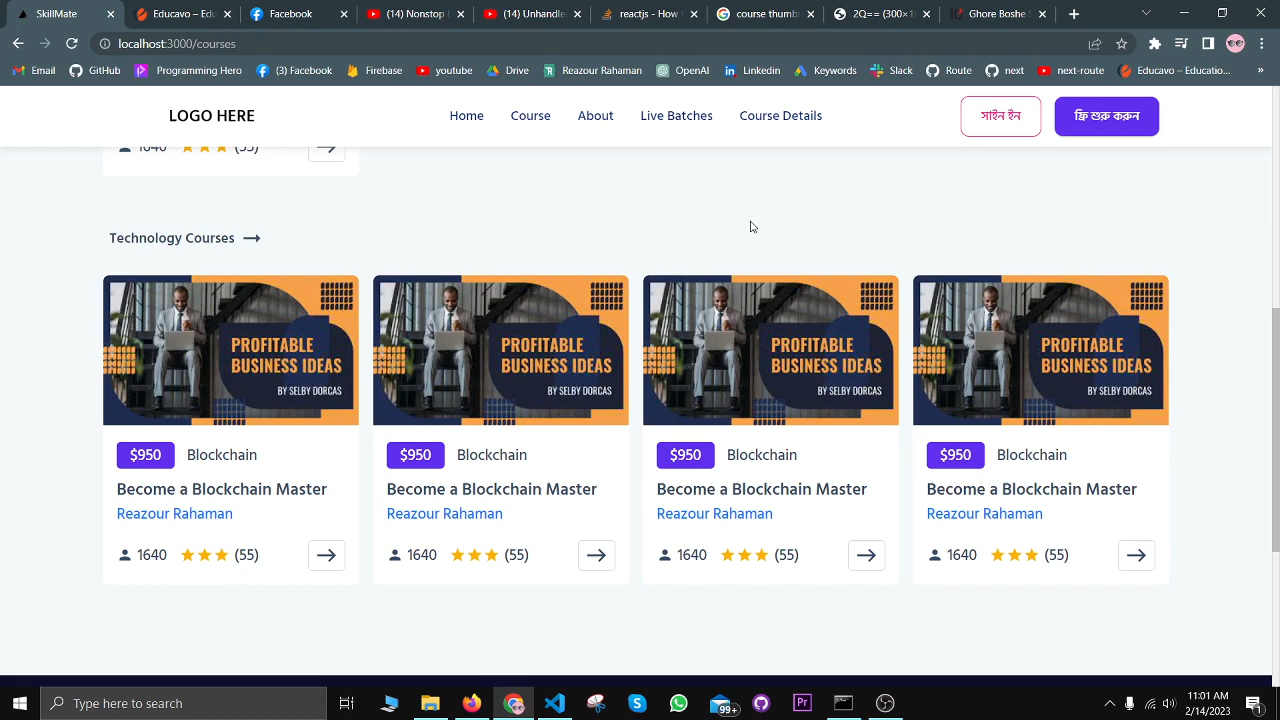 SkillMate
Educavo – Ed
Facebook
(14) Nonstop
(14) Unhandle
reactjs - How
course thumb
2Q== (300×1
Ghore Boshe
localhost:3000/courses
Email
GitHub
Programming Hero
(3) Facebook
Firebase
youtube
Drive
Reazour Rahaman
OpenAI
Linkedin
Keywords
Slack
Route
next
next-route
Educavo – Educatio...
LOGO HERE
Home
Course
About
Live Batches
Course Details
সাইন ইন
ফ্রি শুরু করুন
1640 (55)
Technology Courses
PROFITABLE
BUSINESS IDEAS
BY SELBY DORCAS
PROFITABLE
BUSINESS IDEAS
BY SELBY DORCAS
PROFITABLE
BUSINESS IDEAS
BY SELBY DORCAS
PROFITABLE
BUSINESS IDEAS
BY SELBY DORCAS
$950 Blockchain
Become a Blockchain Master
Reazour Rahaman
1640 (55)
$950 Blockchain
Become a Blockchain Master
Reazour Rahaman
1640 (55)
$950 Blockchain
Become a Blockchain Master
Reazour Rahaman
1640 (55)
$950 Blockchain
Become a Blockchain Master
Reazour Rahaman
1640 (55)
Type here to search
99+
Pr
11:01 AM
2/14/2023